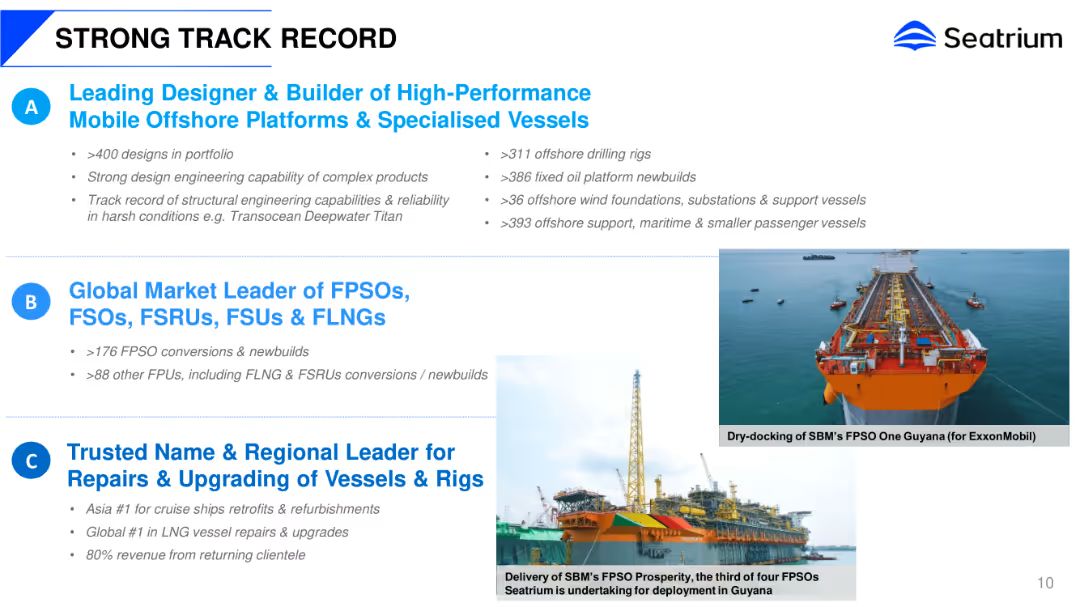 STRONG TRACK RECORD
Seatrium
A
Leading Designer & Builder of High-Performance
Mobile Offshore Platforms & Specialised Vessels
• >400 designs in portfolio
• Strong design engineering capability of complex products
• Track record of structural engineering capabilities & reliability
in harsh conditions e.g. Transocean Deepwater Titan
• >311 offshore drilling rigs
• >386 fixed oil platform newbuilds
• >36 offshore wind foundations, substations & support vessels
• >393 offshore support, maritime & smaller passenger vessels
B
Global Market Leader of FPSOs,
FSOs, FSRUs, FSUs & FLNGs
• >176 FPSO conversions & newbuilds
• >88 other FPUs, including FLNG & FSRUs conversions / newbuilds
Dry-docking of SBM's FPSO One Guyana (for ExxonMobil)
C
Trusted Name & Regional Leader for
Repairs & Upgrading of Vessels & Rigs
• Asia #1 for cruise ships retrofits & refurbishments
• Global #1 in LNG vessel repairs & upgrades
• 80% revenue from returning clientele
Delivery of SBM's FPSO Prosperity, the third of four FPSOs
Seatrium is undertaking for deployment in Guyana
10